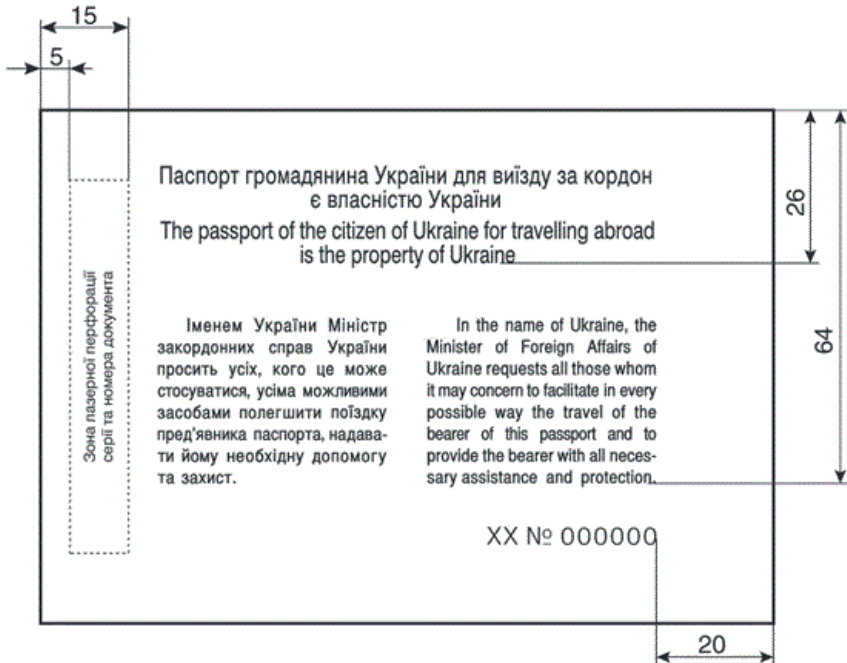 15
5
Паспорт громадянина України для виїзду за кордон
є власністю України
The passport of the citizen of Ukraine for travelling abroad
is the property of Ukraine
26
64
Зона лазерної перфорації
серії та номера документа
Іменем України Міністр
закордонних справ України
просить усіх, кого це може
стосуватися, усіма можливими
засобами полегшити поїздку
пред'явника паспорта, надава-
ти йому необхідну допомогу
та захист.
In the name of Ukraine, the
Minister of Foreign Affairs of
Ukraine requests all those whom
it may concern to facilitate in every
possible way the travel of the
bearer of this passport and to
provide the bearer with all neces-
sary assistance and protection.
XX № 000000
20